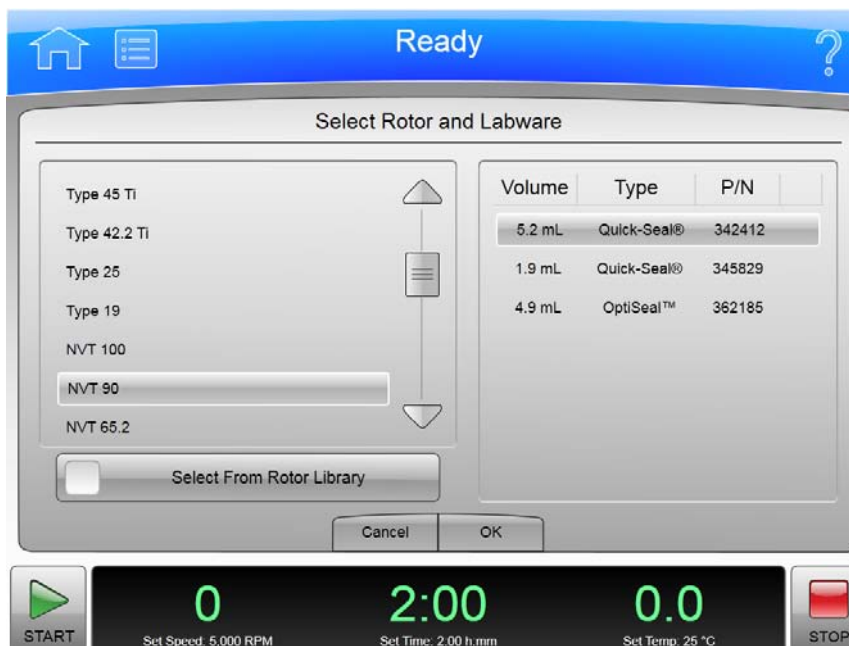 Ready
?
Select Rotor and Labware
Type 45 Ti
Type 42.2 Ti
Type 25
Type 19
NVT 100
NVT 90
NVT 65.2
Select From Rotor Library
Volume Type P/N
5.2 mL Quick-Seal® 342412
1.9 mL Quick-Seal® 345829
4.9 mL OptiSeal™ 362185
Cancel OK
START
0 2:00 0.0
Set Speed: 5,000 RPM Set Time: 2:00 h:mm Set Temp: 25 °C
STOP